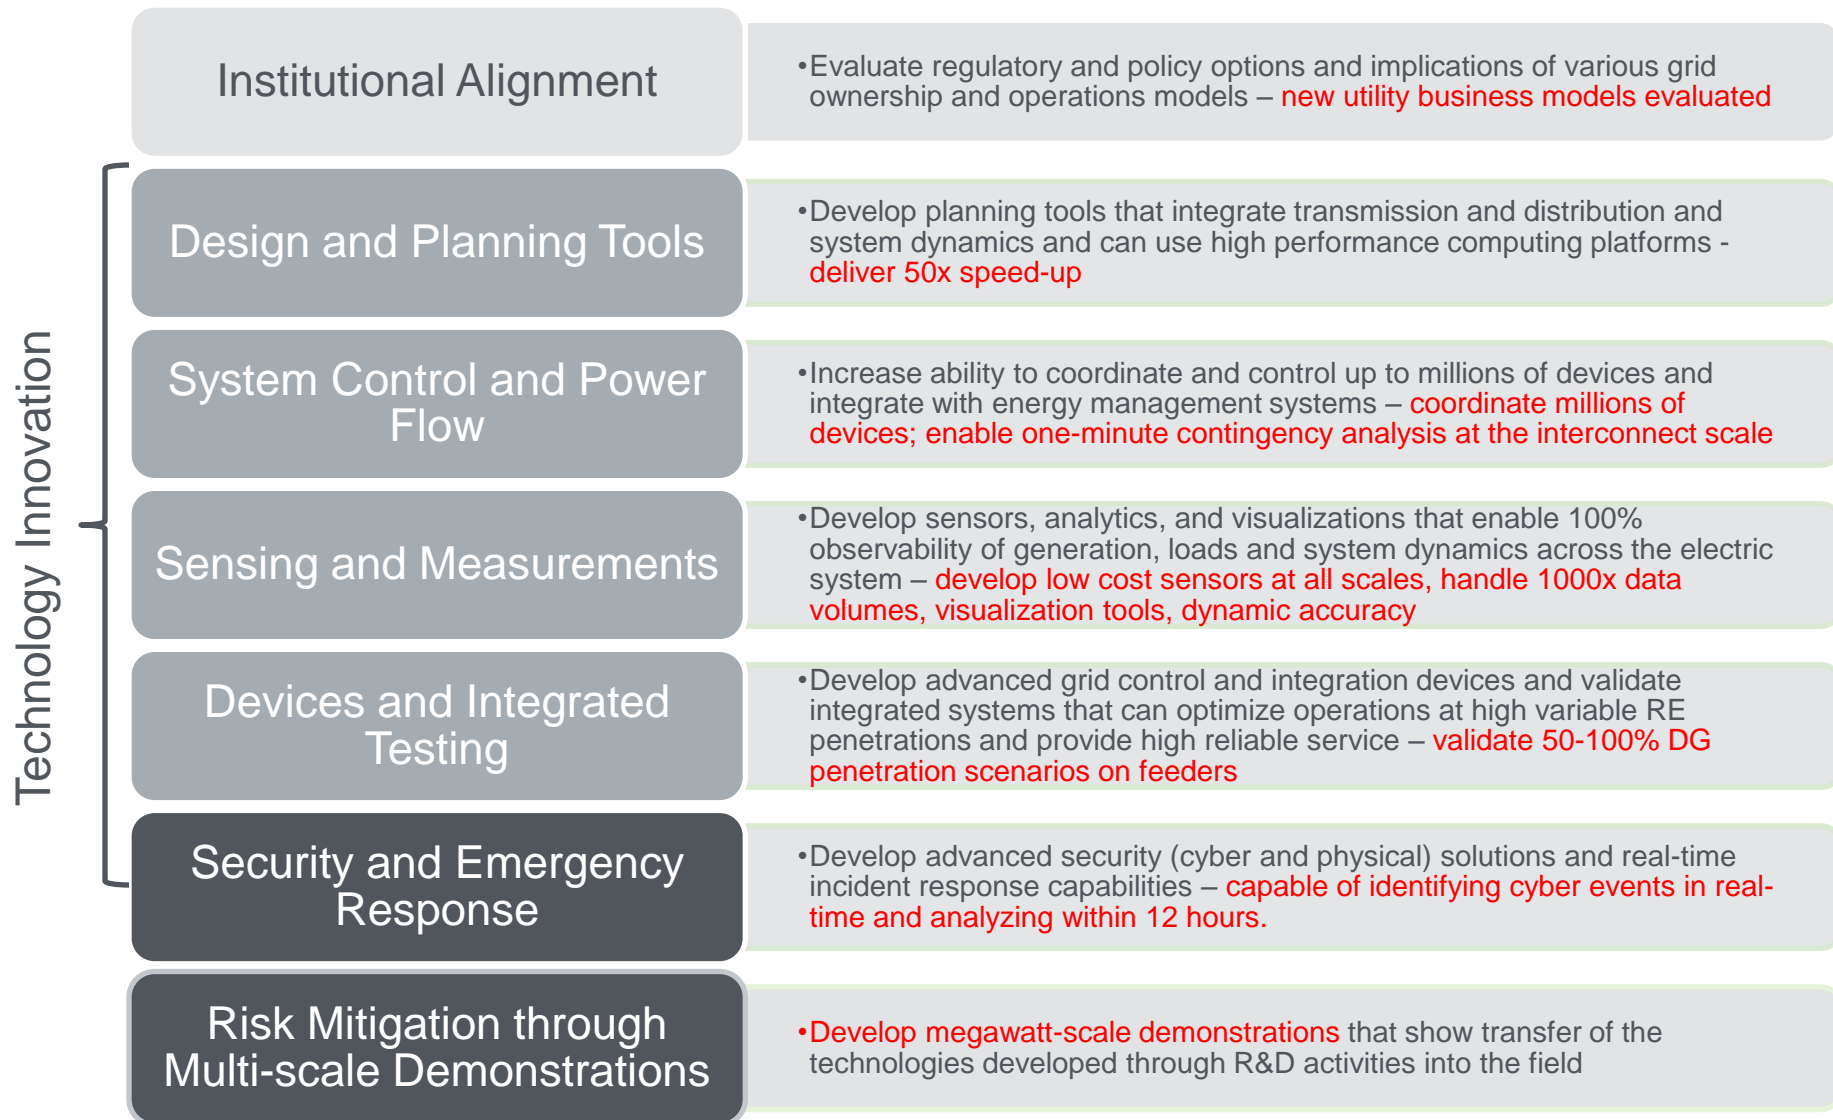 Technology Innovation
Institutional Alignment
•Evaluate regulatory and policy options and implications of various grid
ownership and operations models – new utility business models evaluated
Design and Planning Tools
•Develop planning tools that integrate transmission and distribution and
system dynamics and can use high performance computing platforms -
deliver 50x speed-up
System Control and Power
Flow
•Increase ability to coordinate and control up to millions of devices and
integrate with energy management systems – coordinate millions of
devices; enable one-minute contingency analysis at the interconnect scale
Sensing and Measurements
•Develop sensors, analytics, and visualizations that enable 100%
observability of generation, loads and system dynamics across the electric
system – develop low cost sensors at all scales, handle 1000x data
volumes, visualization tools, dynamic accuracy
Devices and Integrated
Testing
•Develop advanced grid control and integration devices and validate
integrated systems that can optimize operations at high variable RE
penetrations and provide high reliable service – validate 50-100% DG
penetration scenarios on feeders
Security and Emergency
Response
•Develop advanced security (cyber and physical) solutions and real-time
incident response capabilities – capable of identifying cyber events in real-
time and analyzing within 12 hours.
Risk Mitigation through
Multi-scale Demonstrations
•Develop megawatt-scale demonstrations that show transfer of the
technologies developed through R&D activities into the field